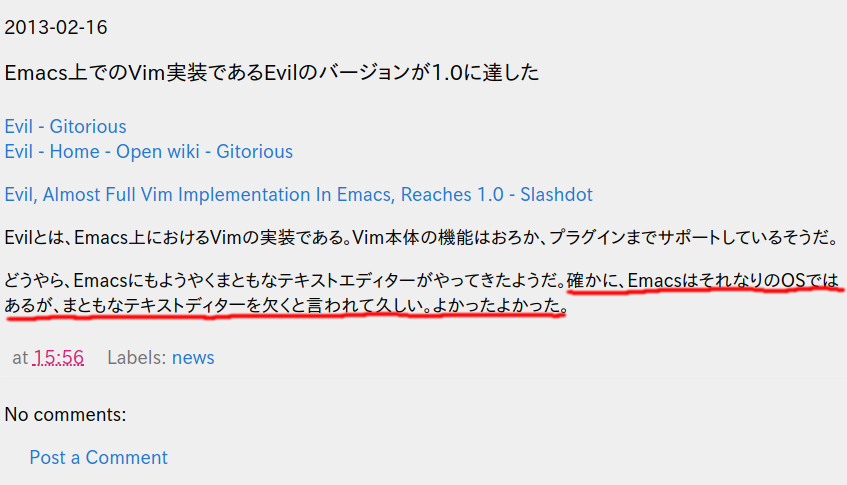 2013-02-16
Emacs上でのVim実装であるEvilのバージョンが1.0に達した
Evil - Gitorious
Evil - Home - Open wiki - Gitorious
Evil, Almost Full Vim Implementation In Emacs, Reaches 1.0 - Slashdot
Evilとは、Emacs上におけるVimの実装である。Vim本体の機能はおろか、プラグインまでサポートしているそうだ。
どうやら、Emacsにもようやくまともなテキストエディターがやってきたようだ。確かに、EmacsはそれなりのOSでは
あるが、まともなテキストディターを欠くと言われて久しい。よかったよかった。
at 15:56 Labels: news
No comments:
Post a Comment